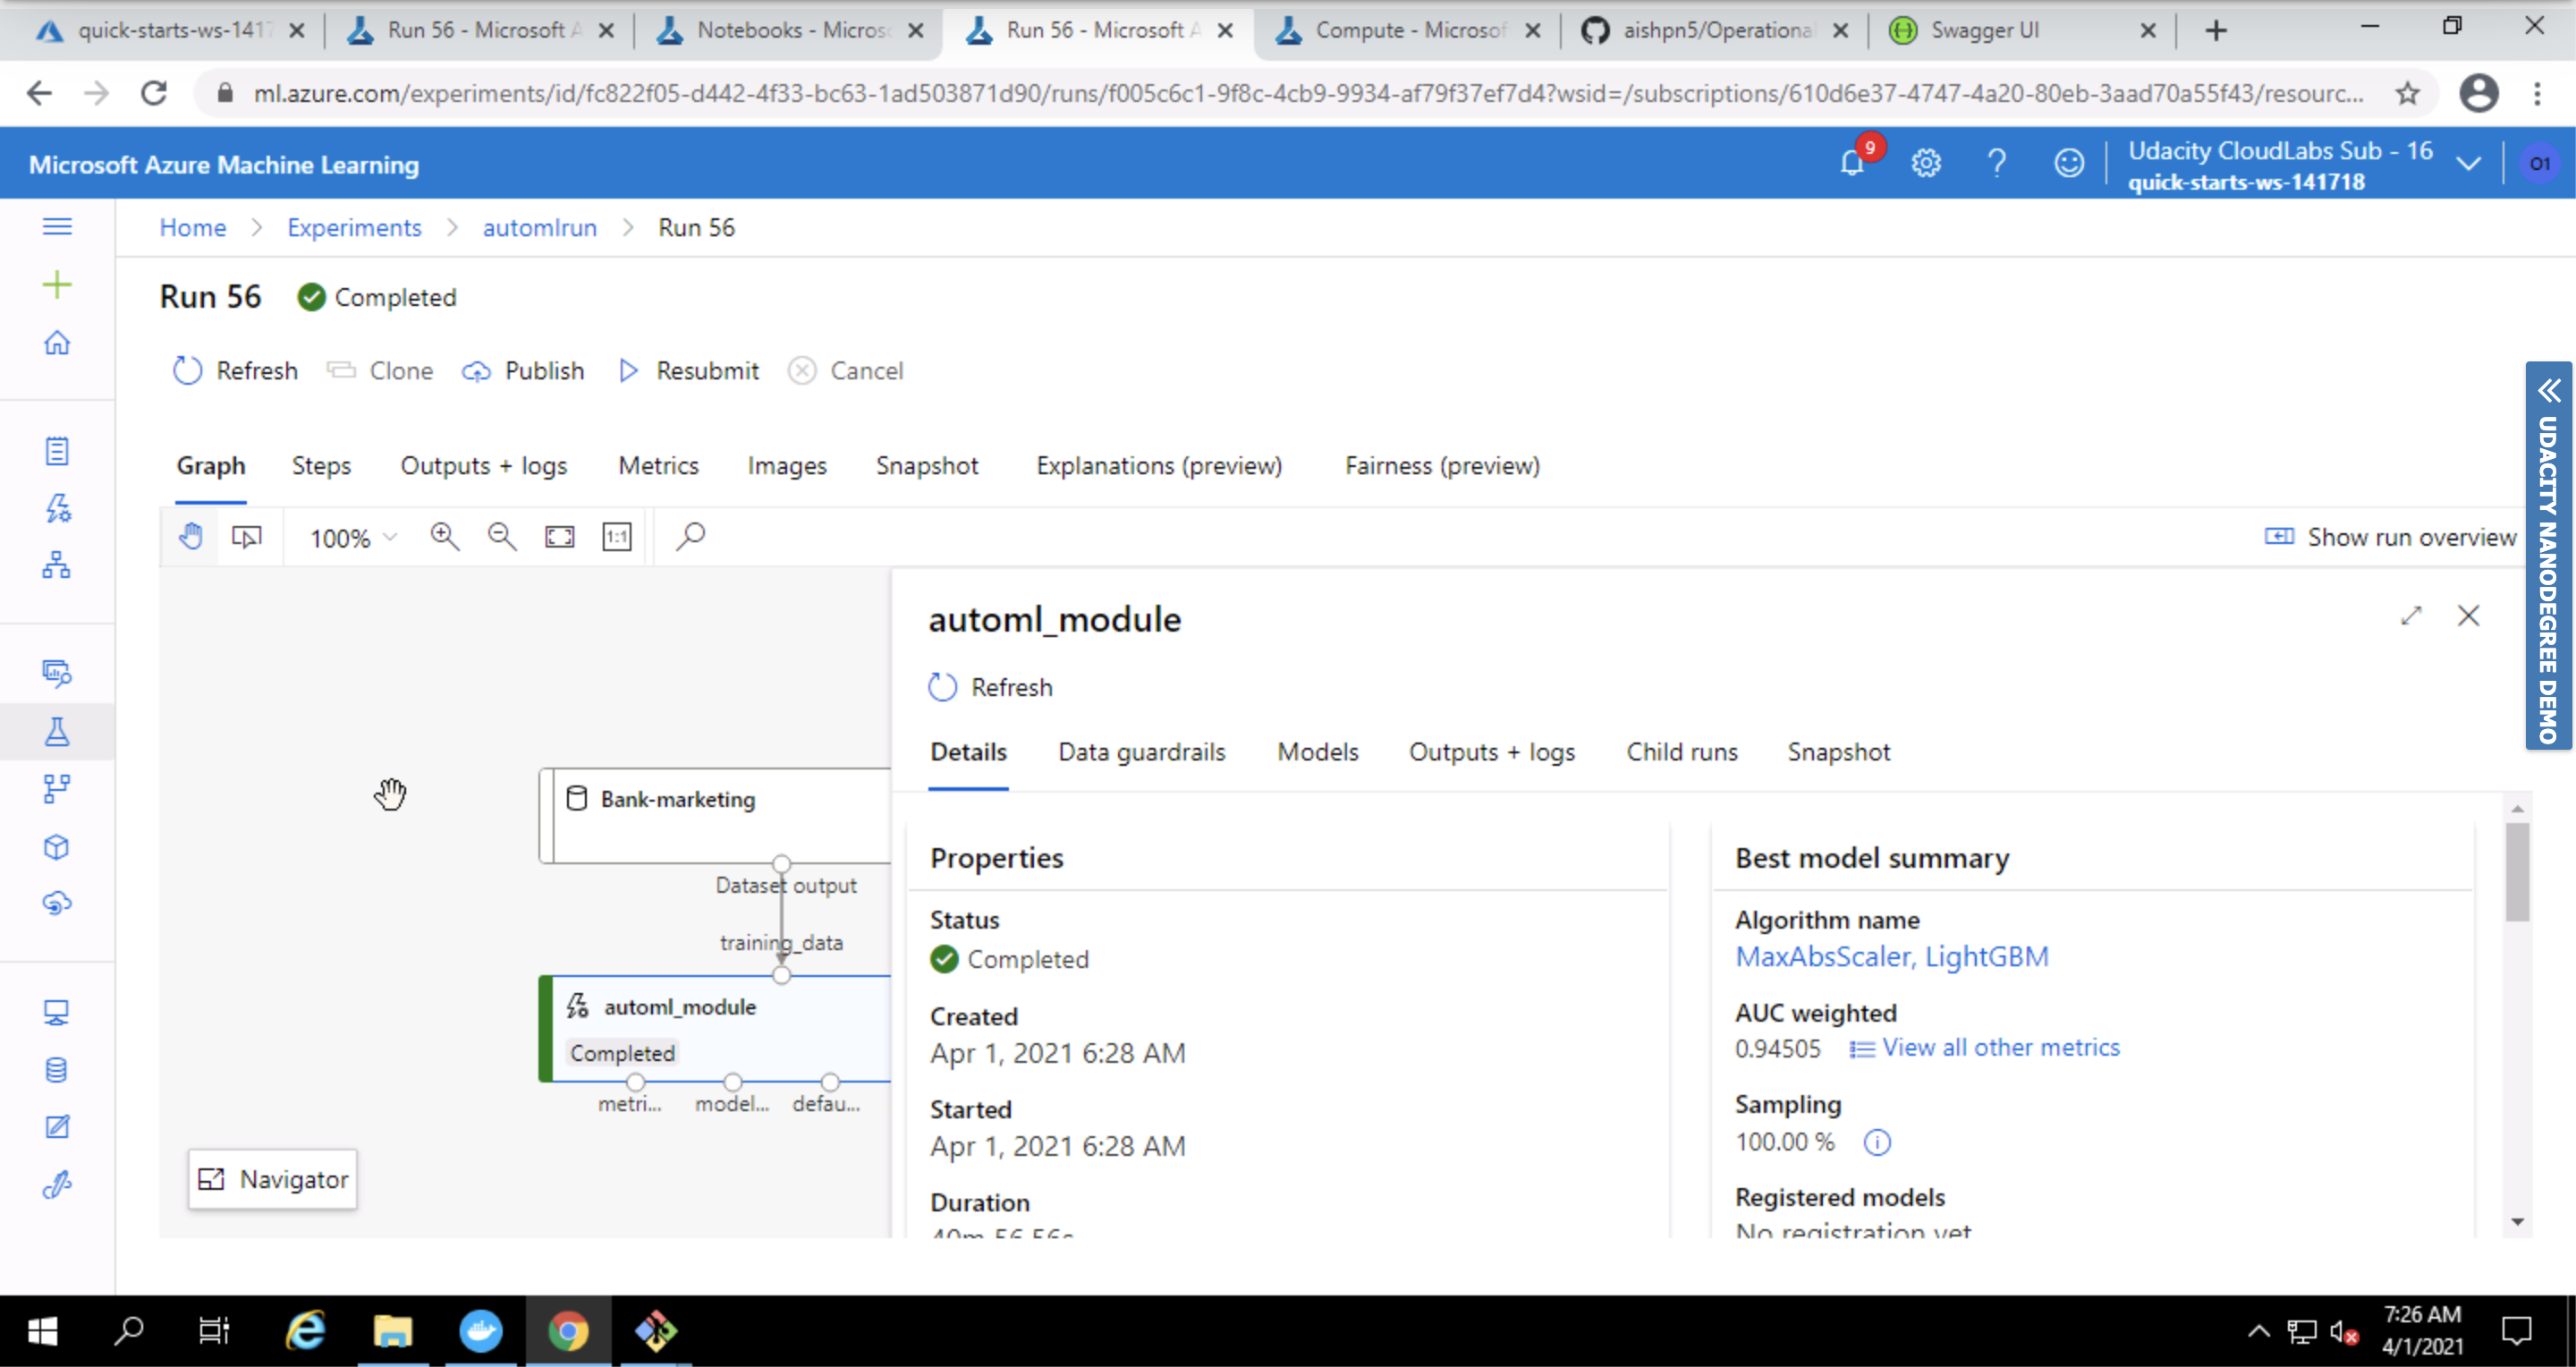 quick-starts-ws-1417
Run 56 - Microsoft A
Notebooks - Micros
Run 56 - Microsoft A
Compute - Microsof
aishpn5/Operational
Swagger UI
ml.azure.com/experiments/id/fc822f05-d442-4f33-bc63-1ad503871d90/runs/f005c6c1-9f8c-4cb9-9934-af79f37ef7d4?wsid=/subscriptions/610d6e37-4747-4a20-80eb-3aad70a55f43/resourc...
Microsoft Azure Machine Learning
9
Udacity CloudLabs Sub - 16
quick-starts-ws-141718
O1
Home > Experiments > automlrun > Run 56
Run 56 Completed
Refresh Clone Publish Resubmit Cancel
Graph Steps Outputs + logs Metrics Images Snapshot Explanations (preview) Fairness (preview)
100% 1:1 Show run overview
UDACITY NANODEGREE DEMO
Bank-marketing
Dataset output
training_data
automl_module
Completed
metri... model... defau...
Navigator
automl_module
Refresh
Details Data guardrails Models Outputs + logs Child runs Snapshot
Properties
Status
Completed
Created
Apr 1, 2021 6:28 AM
Started
Apr 1, 2021 6:28 AM
Duration
40m 56.56s
Best model summary
Algorithm name
MaxAbsScaler, LightGBM
AUC weighted
0.94505 View all other metrics
Sampling
100.00 %
Registered models
No registration yet
7:26 AM
4/1/2021